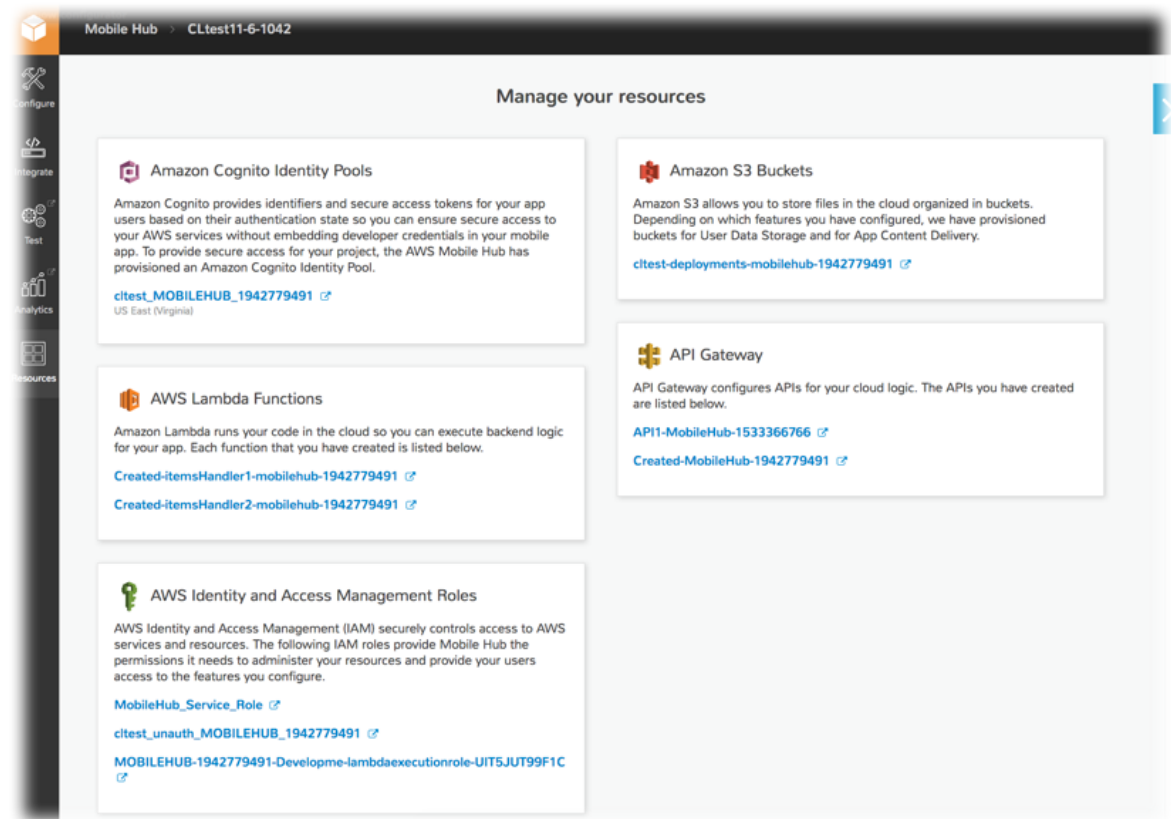 Mobile Hub > CLtest11-6-1042
Configure
Integrate
Test
Analytics
Resources
Manage your resources
Amazon Cognito Identity Pools
Amazon Cognito provides identifiers and secure access tokens for your app
users based on their authentication state so you can ensure secure access to
your AWS services without embedding developer credentials in your mobile
app. To provide secure access for your project, the AWS Mobile Hub has
provisioned an Amazon Cognito Identity Pool.
cltest_MOBILEHUB_1942779491
US East (Virginia)
AWS Lambda Functions
Amazon Lambda runs your code in the cloud so you can execute backend logic
for your app. Each function that you have created is listed below.
Created-itemsHandler1-mobilehub-1942779491
Created-itemsHandler2-mobilehub-1942779491
AWS Identity and Access Management Roles
AWS Identity and Access Management (IAM) securely controls access to AWS
services and resources. The following IAM roles provide Mobile Hub the
permissions it needs to administer your resources and provide your users
access to the features you configure.
MobileHub_Service_Role
cltest_unauth_MOBILEHUB_1942779491
MOBILEHUB-1942779491-Developme-lambdaexecutionrole-UIT5JUT99F1C
Amazon S3 Buckets
Amazon S3 allows you to store files in the cloud organized in buckets.
Depending on which features you have configured, we have provisioned
buckets for User Data Storage and for App Content Delivery.
cltest-deployments-mobilehub-1942779491
API Gateway
API Gateway configures APIs for your cloud logic. The APIs you have created
are listed below.
API1-MobileHub-1533366766
Created-MobileHub-1942779491